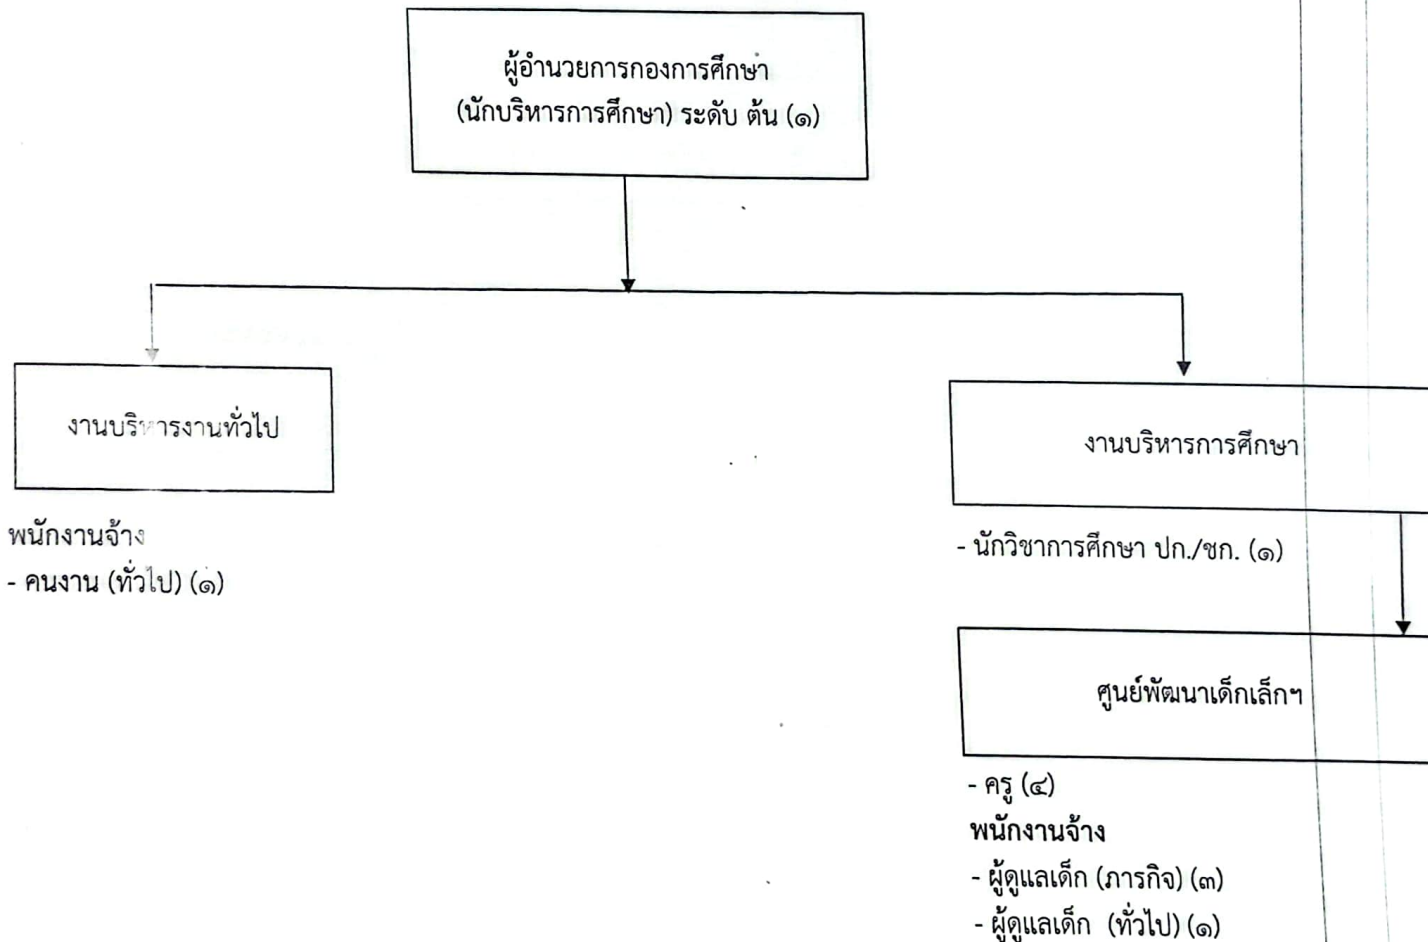 ผู้อำนวยการกองการศึกษา
(นักบริหารการศึกษา) ระดับ ต้น (๑)
งานบริหารงานทั่วไป
พนักงานจ้าง
- คนงาน (ทั่วไป) (๑)
งานบริหารการศึกษา
- นักวิชาการศึกษา ปก./ชก. (๑)
ศูนย์พัฒนาเด็กเล็กฯ
- ครู (๔)
พนักงานจ้าง
- ผู้ดูแลเด็ก (ภารกิจ) (๓)
- ผู้ดูแลเด็ก (ทั่วไป) (๑)